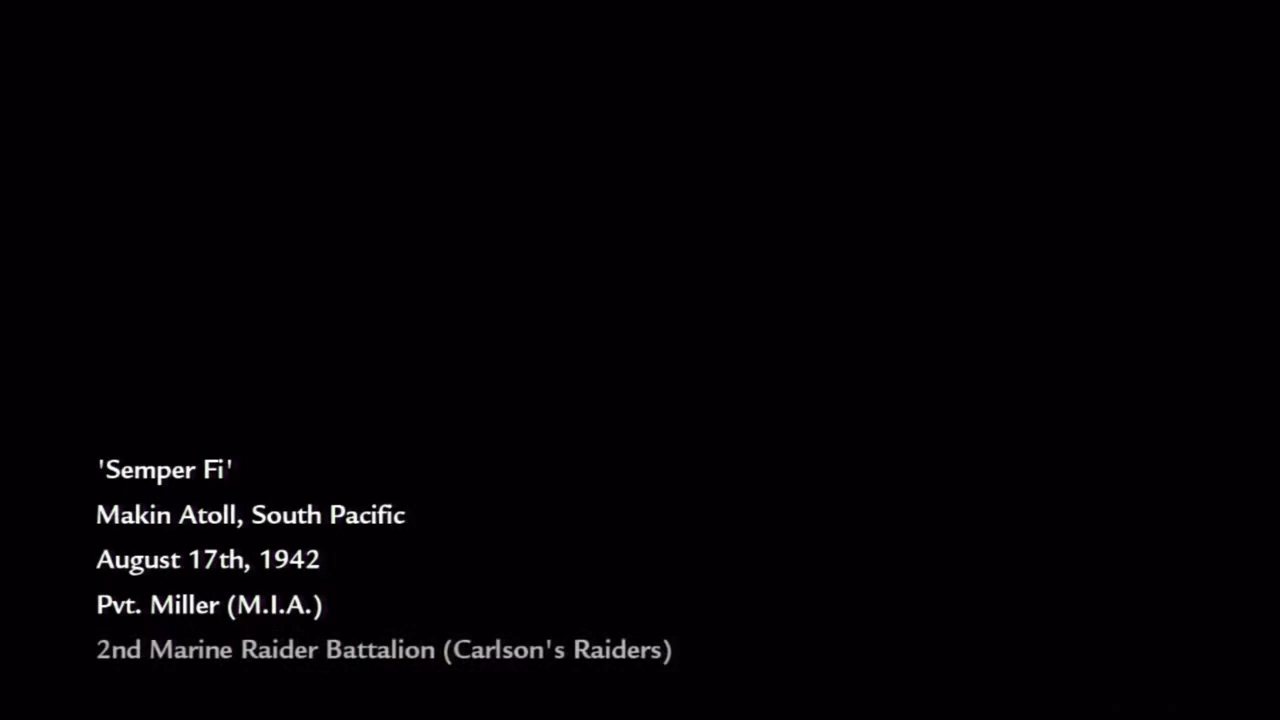 'Semper Fi'
Makin Atoll, South Pacific
August 17th, 1942
Pvt. Miller (M.I.A.)
2nd Marine Raider Battalion (Carlson's Raiders)